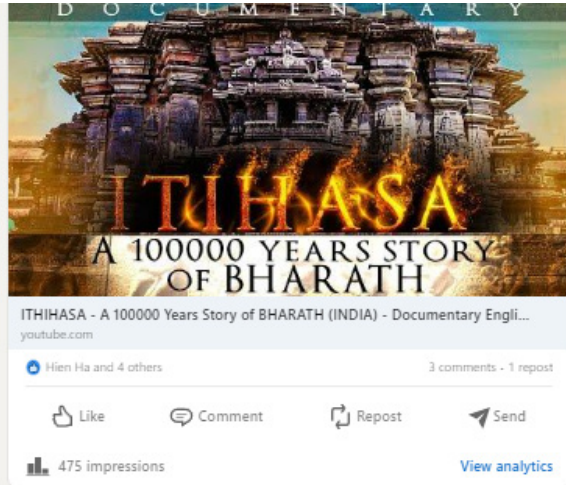 DOCUMENTARY
ITIHASA
A 100000 YEARS STORY
OF BHARATH
ITHIHASA - A 100000 Years Story of BHARATH (INDIA) - Documentary Engli...
youtube.com
Hien Ha and 4 others
3 comments · 1 repost
Like
Comment
Repost
Send
475 impressions
View analytics